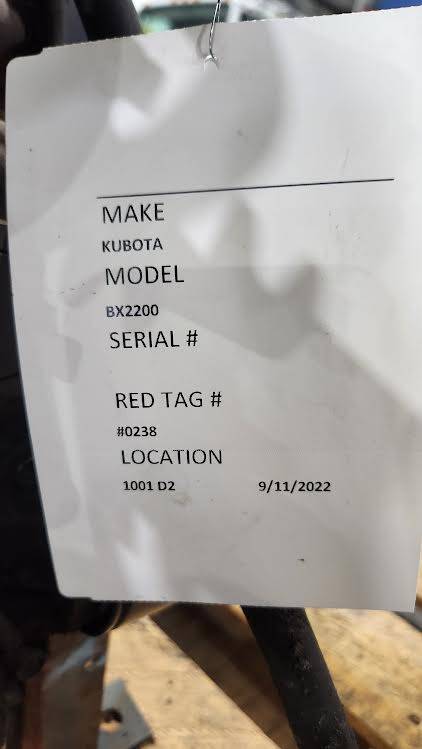 MAKE
KUBOTA
MODEL
BX2200
SERIAL #
RED TAG #
#0238
LOCATION
1001 D2 9/11/2022